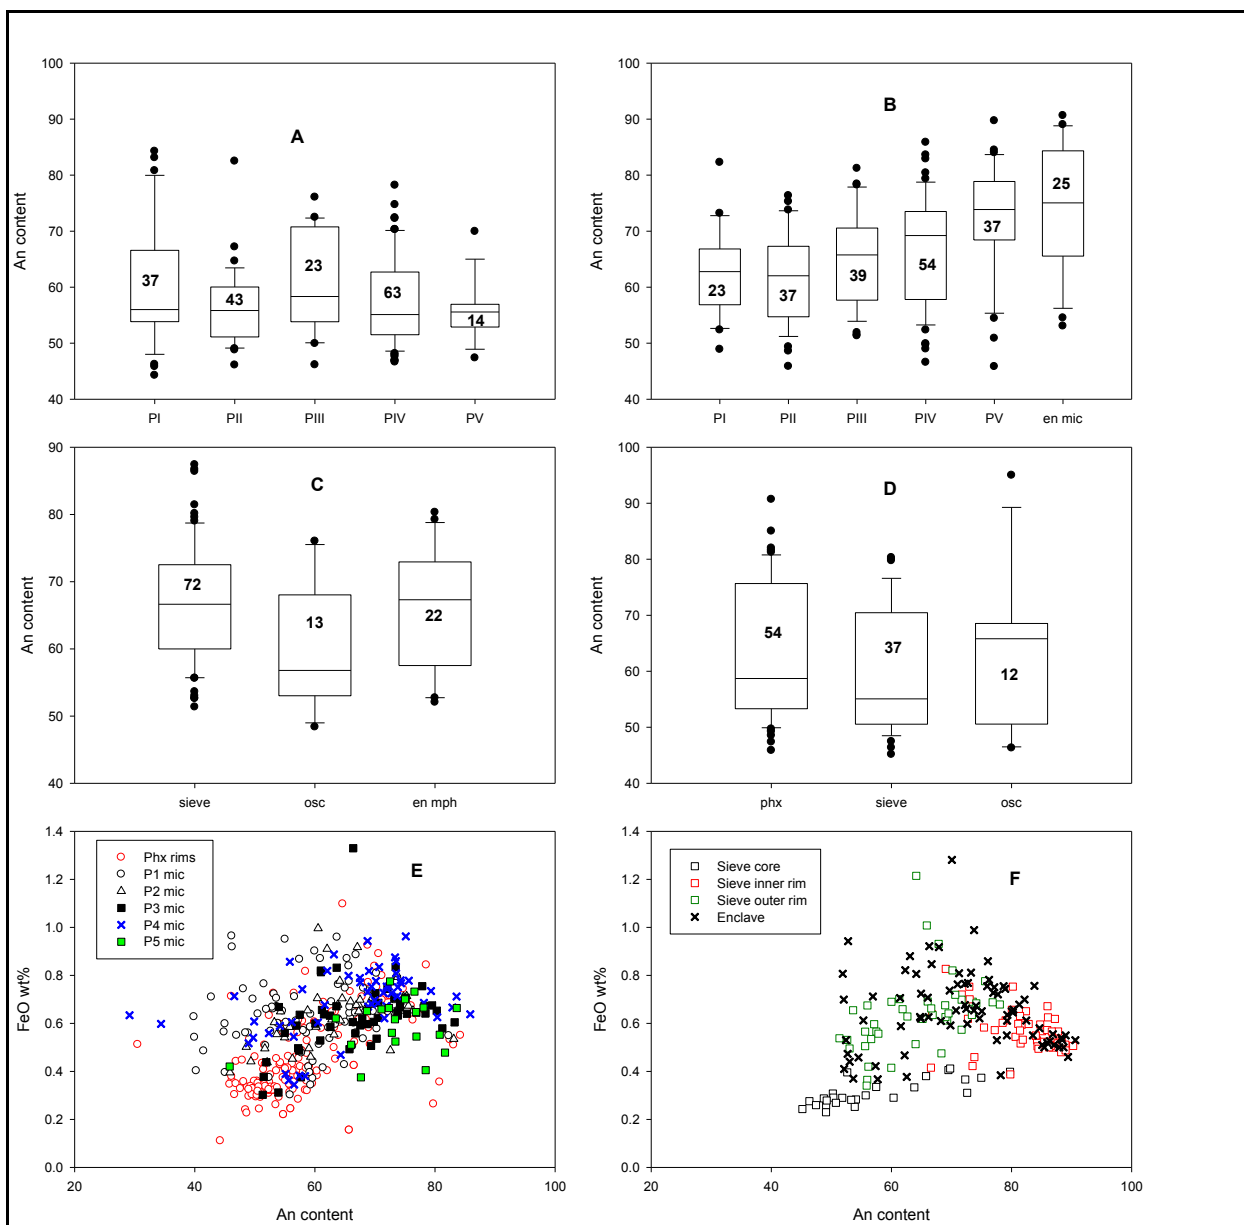 A
An content
100
90
80
70
60
50
40
37
43
23
63
14
PI
PII
PIII
PIV
PV
B
An content
100
90
80
70
60
50
40
23
37
39
54
37
25
PI
PII
PIII
PIV
PV
en mic
C
An content
90
80
70
60
50
40
72
13
22
sieve
osc
en mph
D
An content
100
90
80
70
60
50
40
54
37
12
phx
sieve
osc
E
FeO wt%
1.4
1.2
1.0
0.8
0.6
0.4
0.2
0.0
Phx rims
P1 mic
P2 mic
P3 mic
P4 mic
P5 mic
20
40
60
80
100
An content
F
FeO wt%
1.4
1.2
1.0
0.8
0.6
0.4
0.2
0.0
Sieve core
Sieve inner rim
Sieve outer rim
Enclave
20
40
60
80
100
An content